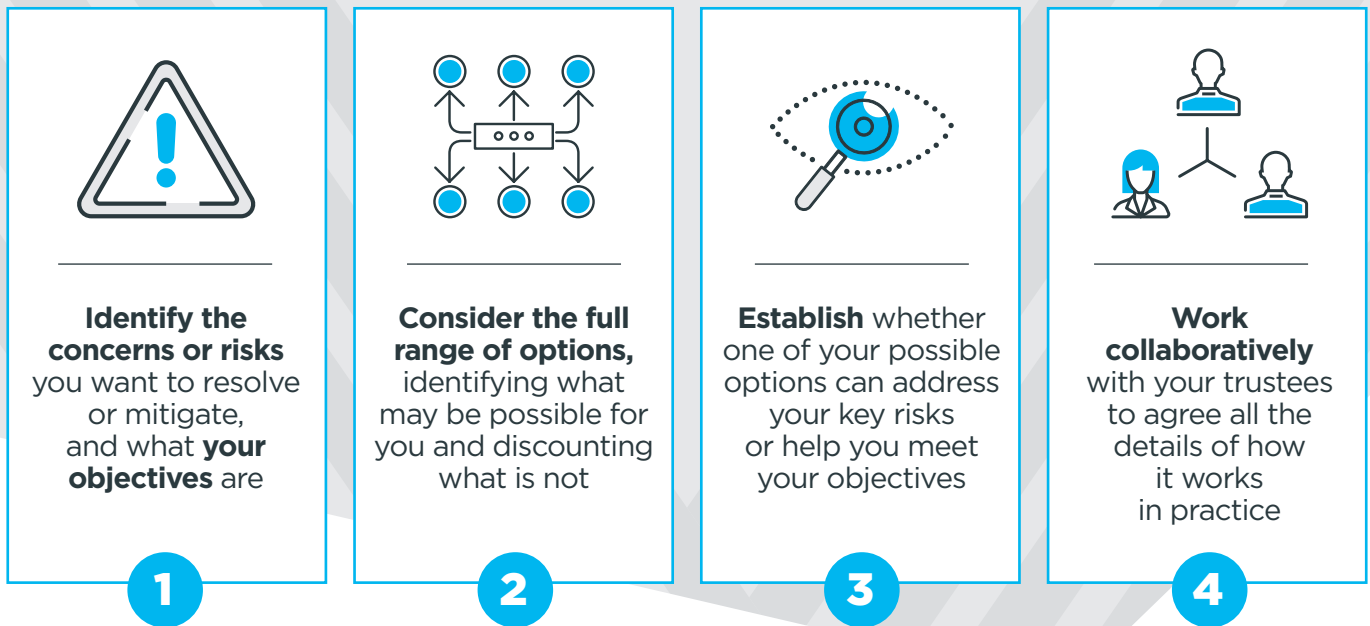 Identify the
concerns or risks
you want to resolve
or mitigate,
and what your
objectives are
1
Consider the full
range of options,
identifying what
may be possible for
you and discounting
what is not
2
Establish whether
one of your possible
options can address
your key risks
or help you meet
your objectives
3
Work
collaboratively
with your trustees
to agree all the
details of how
it works
in practice
4